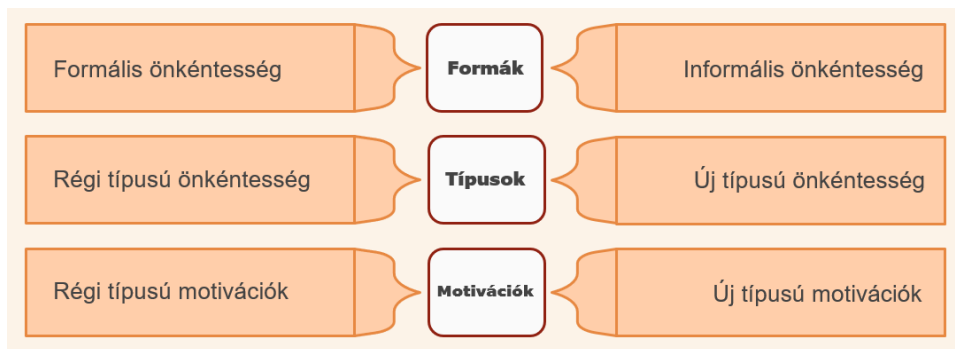 Formális önkéntesség
Formák
Informális önkéntesség
Régi típusú önkéntesség
Típusok
Új típusú önkéntesség
Régi típusú motivációk
Motivációk
Új típusú motivációk